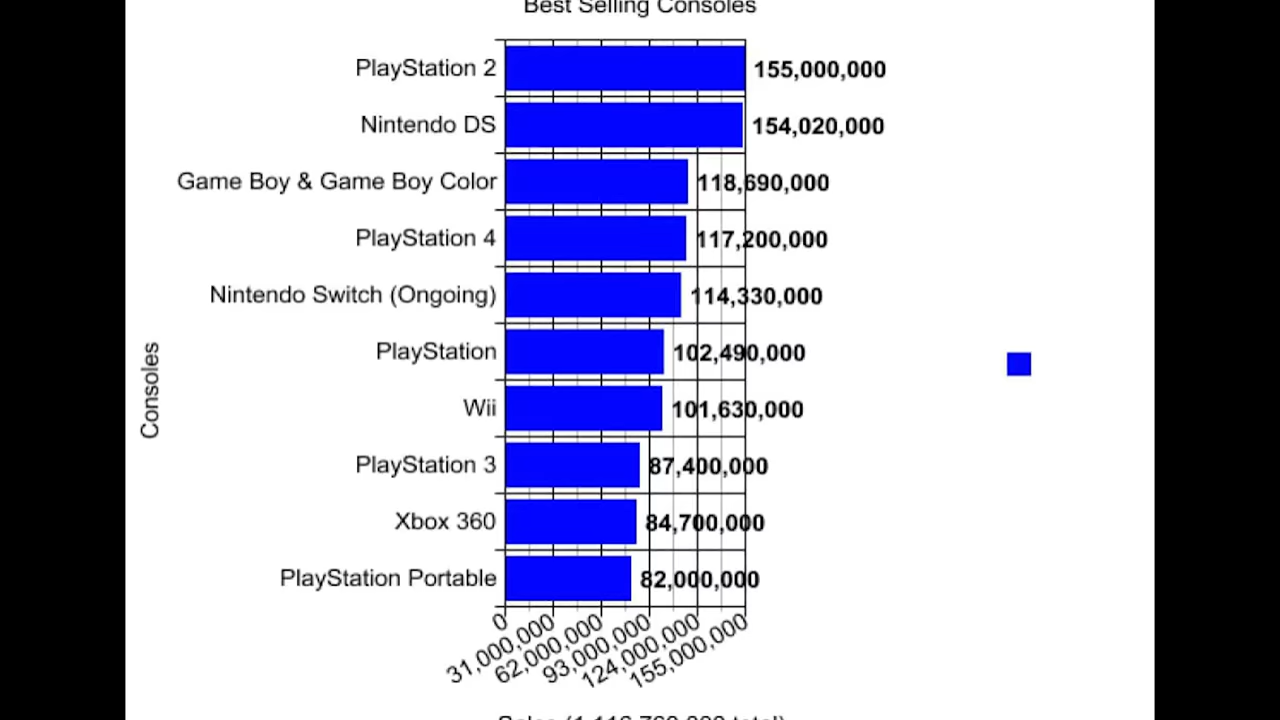 Best Selling Consoles
PlayStation 2 155,000,000
Nintendo DS 154,020,000
Game Boy & Game Boy Color 118,690,000
PlayStation 4 117,200,000
Nintendo Switch (Ongoing) 114,330,000
PlayStation 102,490,000
Wii 101,630,000
PlayStation 3 87,400,000
Xbox 360 84,700,000
PlayStation Portable 82,000,000
Consoles
0 31,000,000 62,000,000 93,000,000 124,000,000 155,000,000
Sales total)